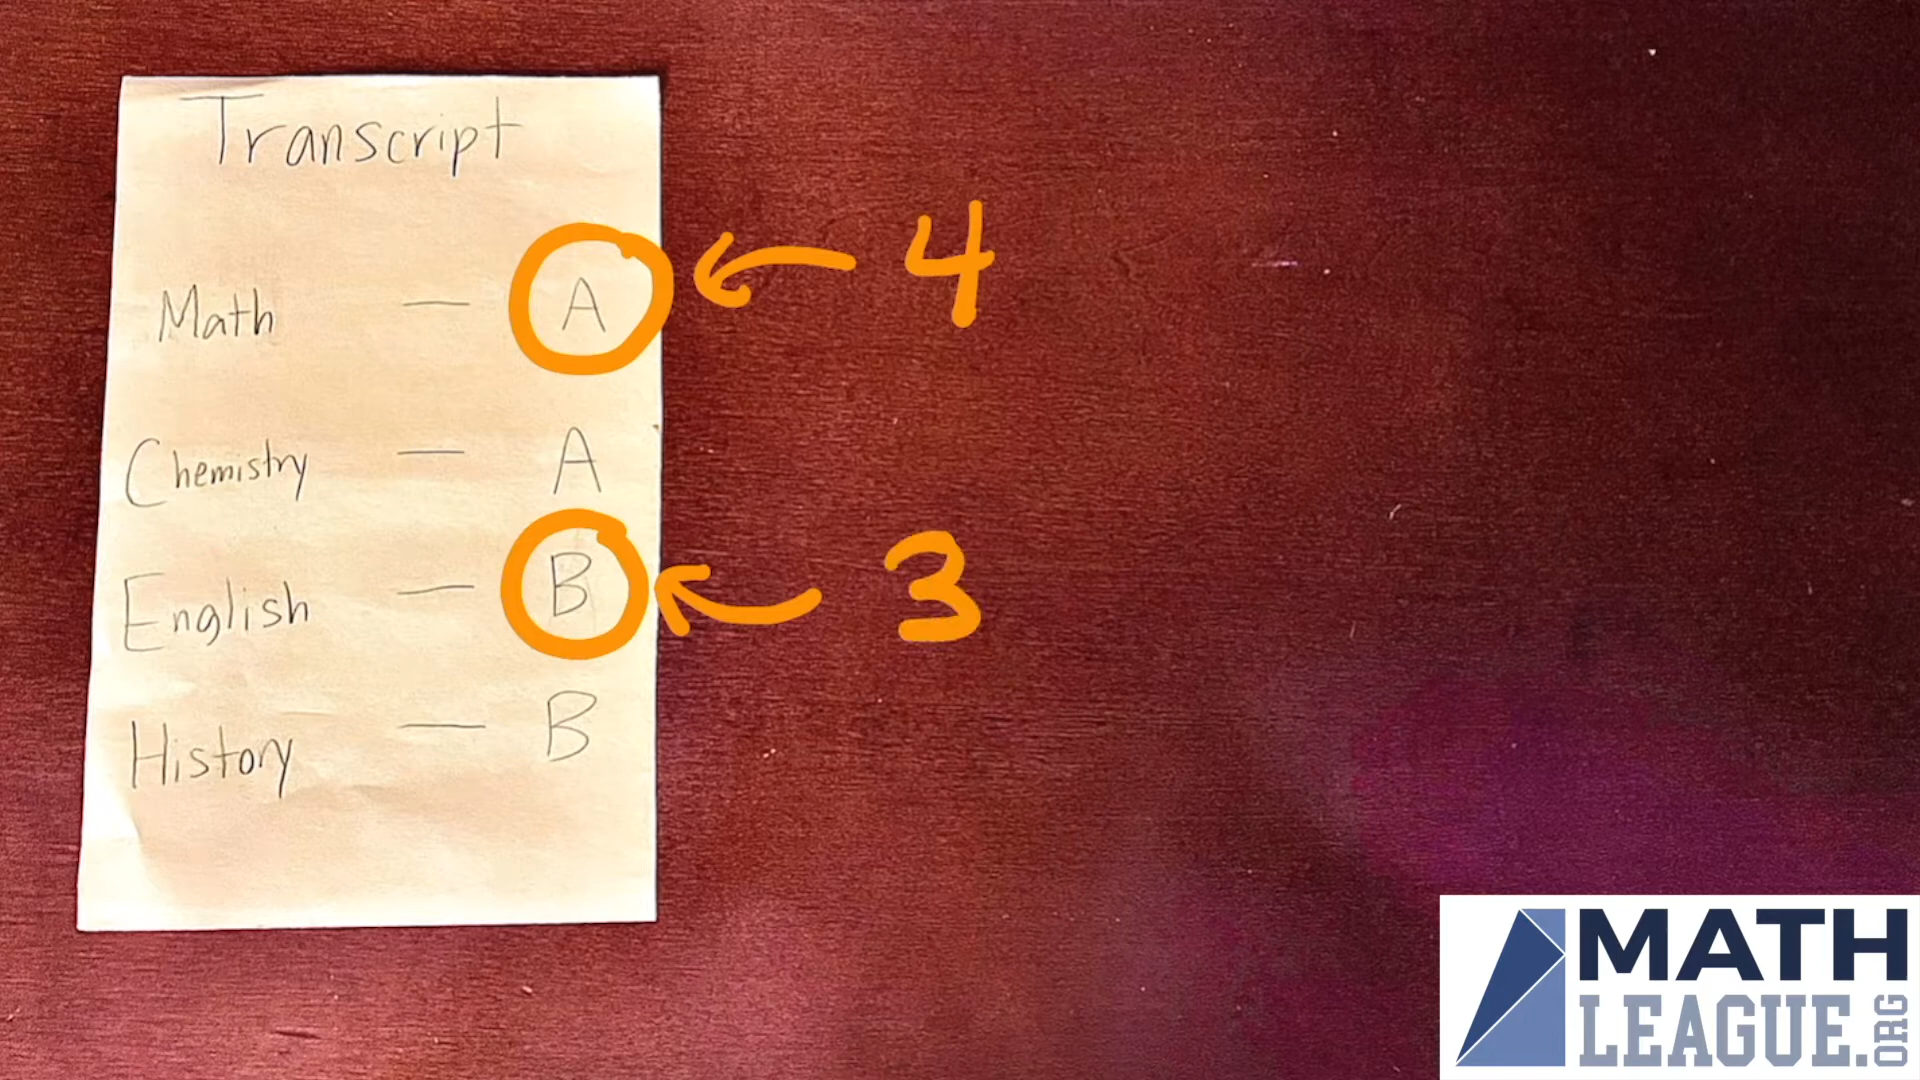 Transcript
Math — A
4
Chemistry — A
English — B
3
History — B
MATH
LEAGUE.ORG